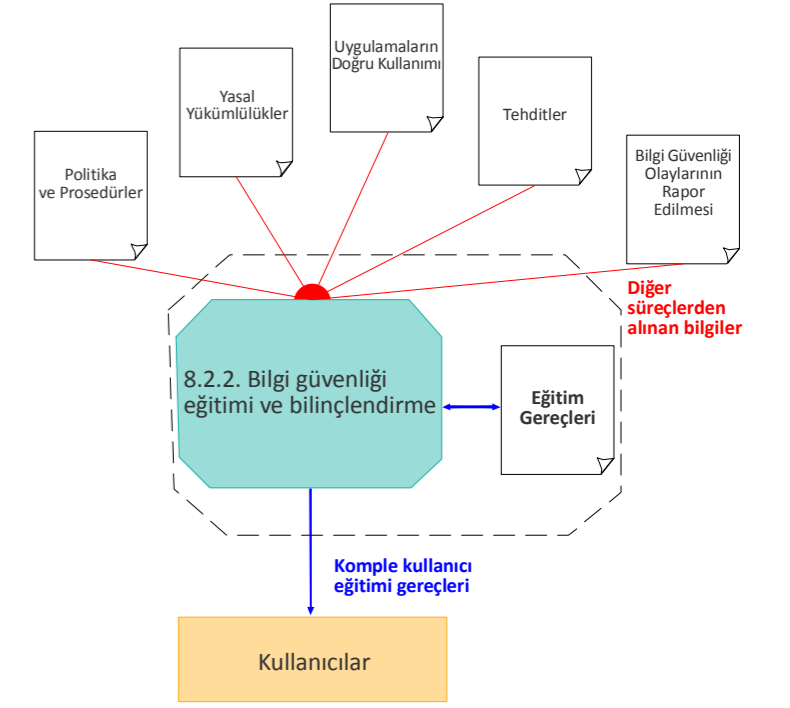 Uygulamaların
Doğru Kullanımı
Yasal
Yükümlülükler
Tehditler
Politika
ve Prosedürler
Bilgi Güvenliği
Olaylarının
Rapor
Edilmesi
Diğer
süreçlerden
alınan bilgiler
8.2.2. Bilgi güvenliği
eğitimi ve bilinçlendirme
Eğitim
Gereçleri
Komple kullanıcı
eğitimi gereçleri
Kullanıcılar